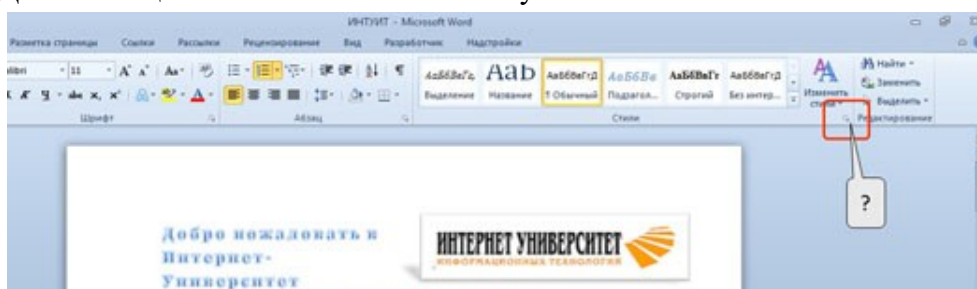 ИНТУИТ - Microsoft Word
Разметка страницы Ссылки Рассылки Рецензирование Вид Разработчик Надстройки
11
Найти
Заменить
Выделить
Изменить стили
АаБбВвГг, Aab АаБбВвГгД АаБбВв АаБбВвГг АаБбВвГгД
Выделение Название ¶ Обычный Подзагол... Строгий Без интер...
Шрифт Абзац Стили Редактирование
?
Добро пожаловать в
Интернет-
Университет
ИНТЕРНЕТ УНИВЕРСИТЕТ
ИНФОРМАЦИОННЫХ ТЕХНОЛОГИЙ